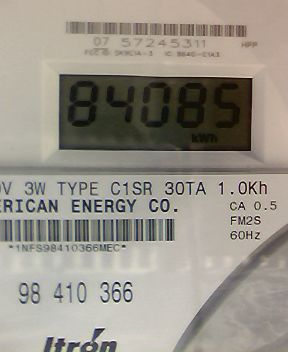 07 57245311 HPP
84085
kWh
V 3W TYPE C1SR 30TA 1.0Kh
ERICAN ENERGY CO. CA 0.5
FM2S
*1NFS98410366MEC* 60Hz
98 410 366
Itron